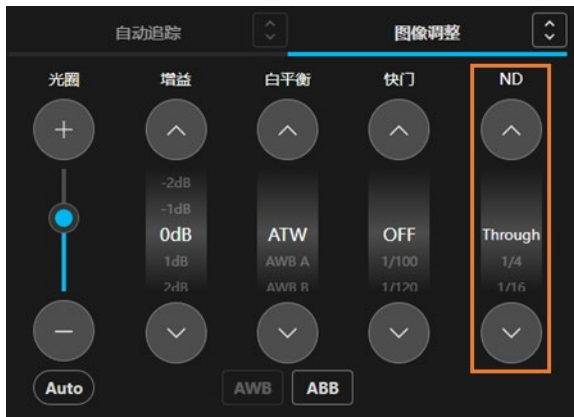 自动追踪 图像调整
光圈 增益 白平衡 快门 ND
-2dB
-1dB
0dB ATW OFF Through
1dB AWB A 1/100 1/4
2dB AWB B 1/120 1/16
Auto AWB ABB